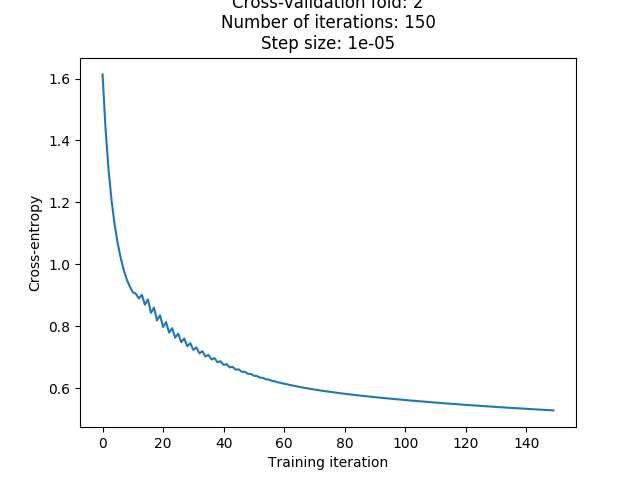 Cross-validation fold: 2
Number of iterations: 150
Step size: 1e-05
1.6
1.4
1.2
1.0
0.8
0.6
Cross-entropy
0 20 40 60 80 100 120 140
Training iteration